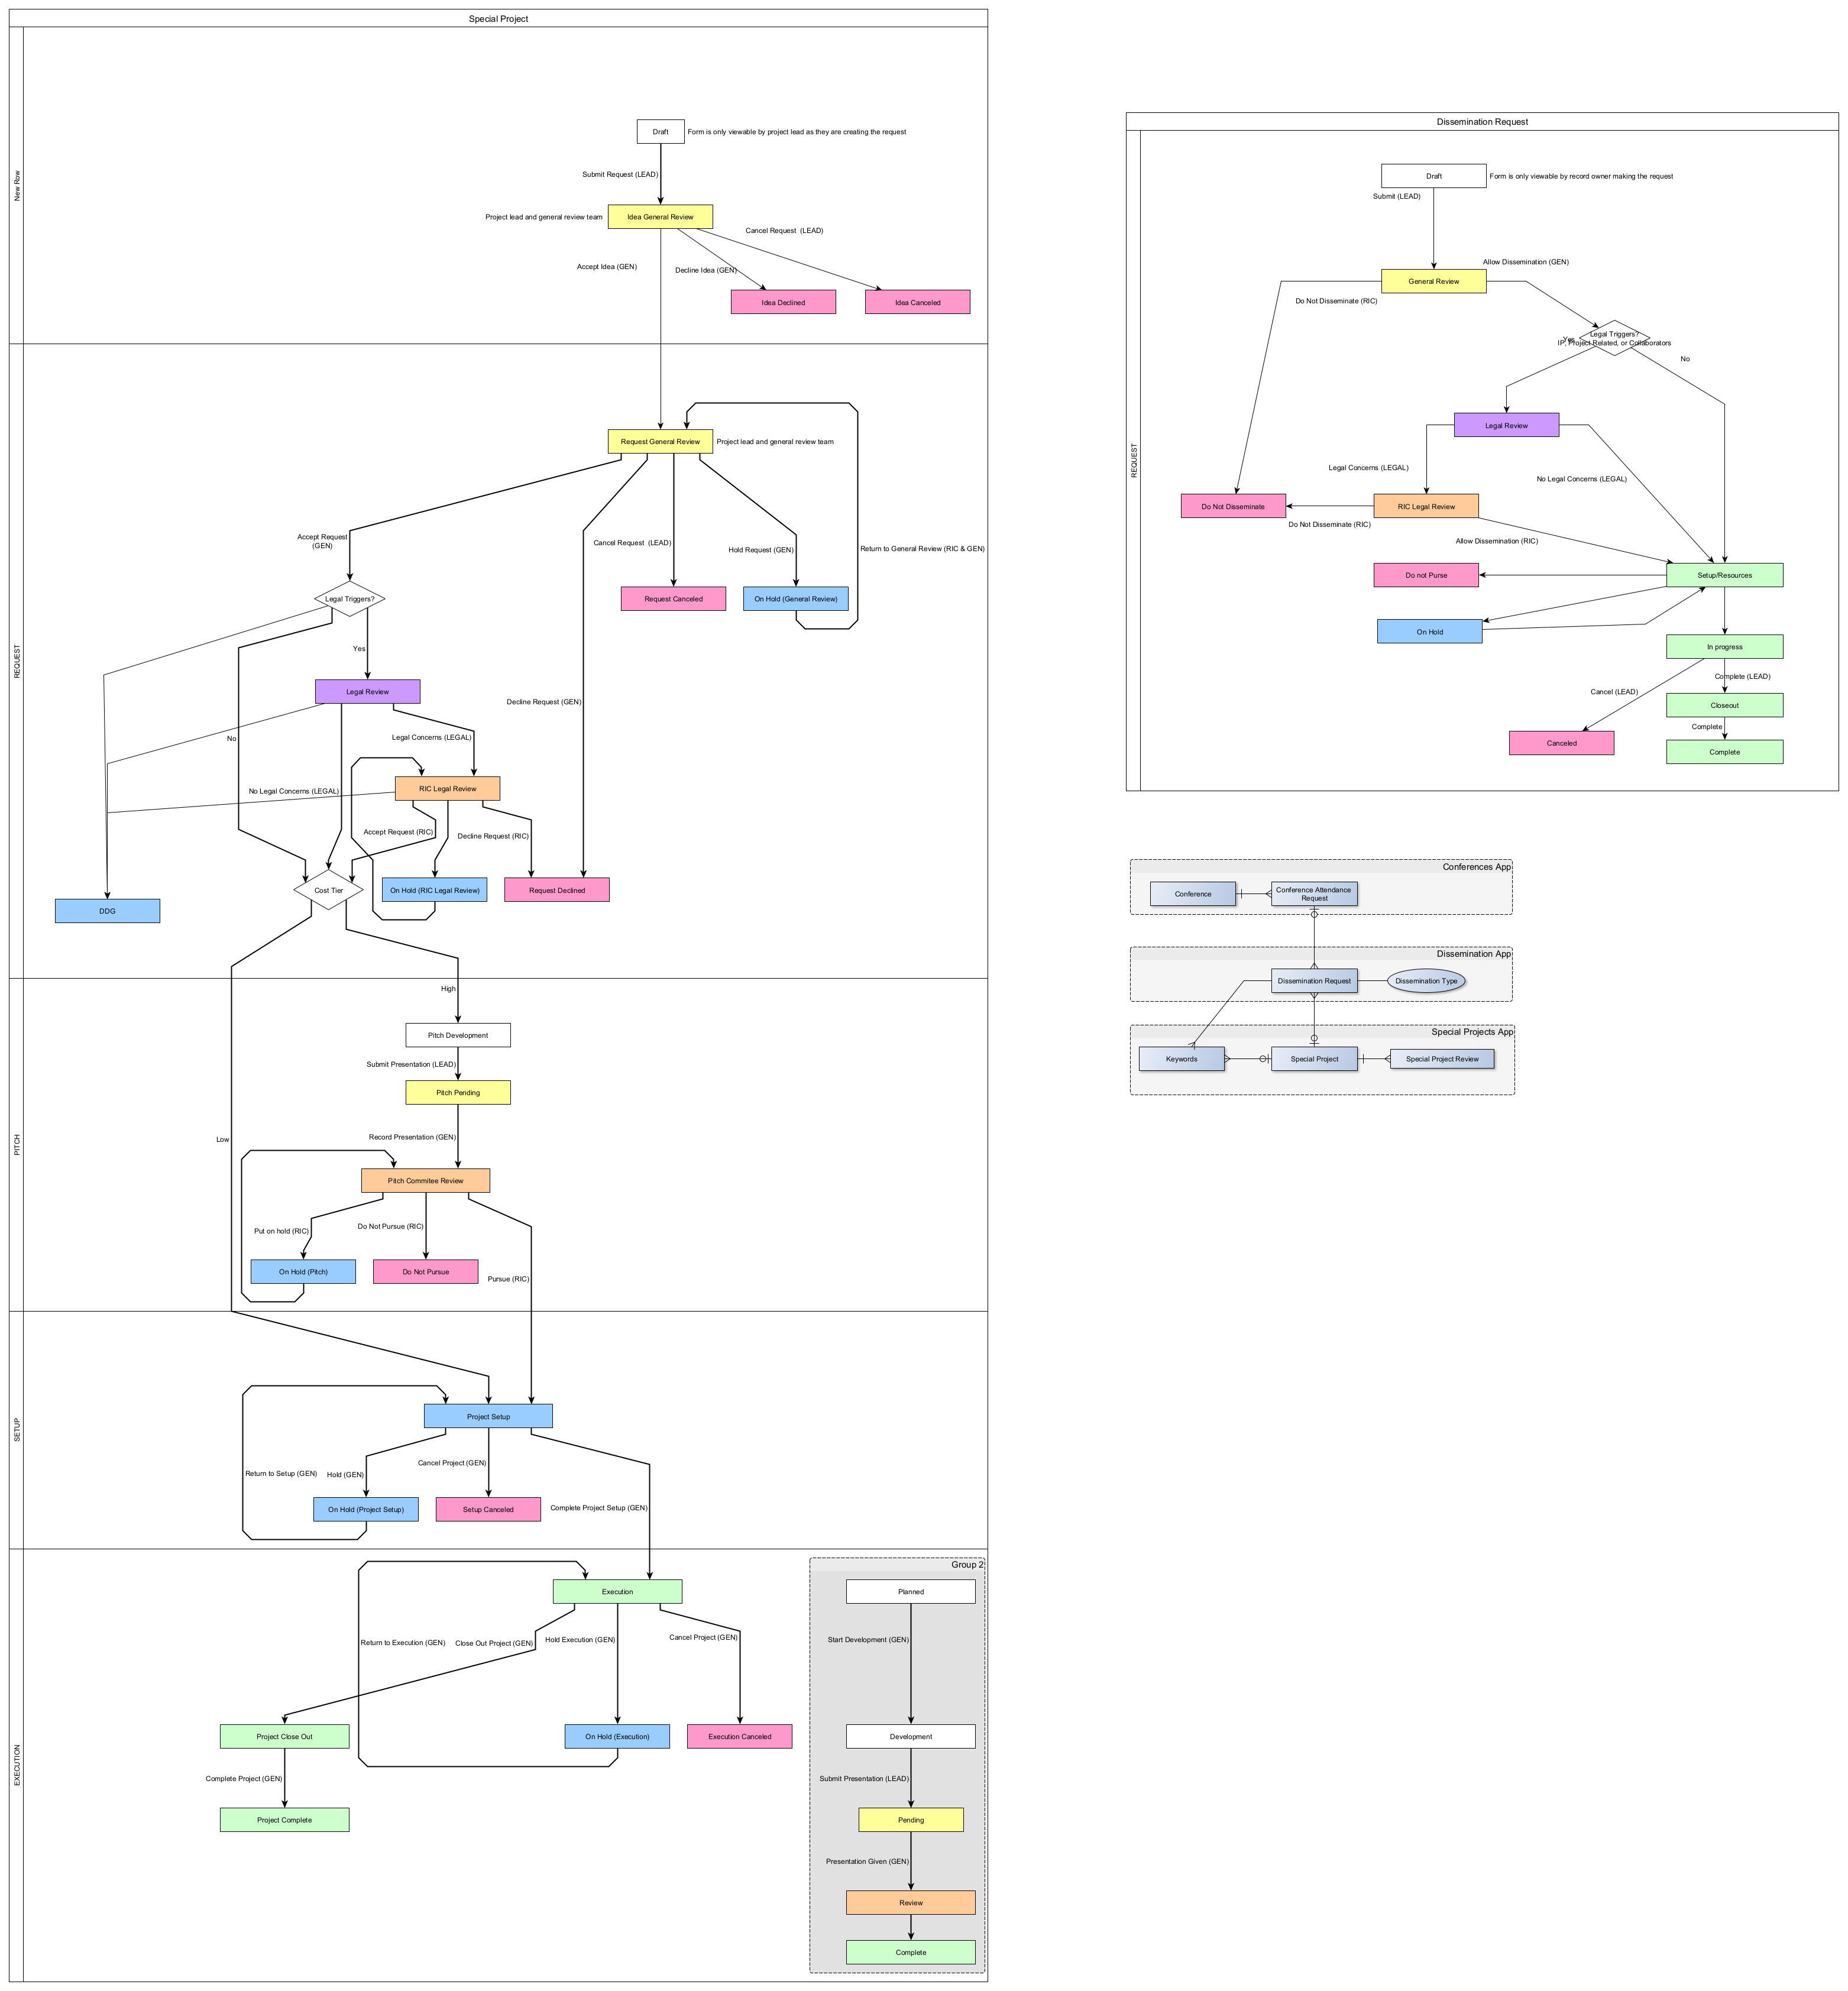 Special Project
New Row
Draft
Form is only viewable by project lead as they are creating the request
Submit Request (LEAD)
Project lead and general review team
Idea General Review
Cancel Request  (LEAD)
Accept Idea (GEN)
Decline Idea (GEN)
Idea Declined
Idea Canceled
REQUEST
Request General Review
Project lead and general review team
Accept Request
(GEN)
Cancel Request  (LEAD)
Hold Request (GEN)
Return to General Review (RIC & GEN)
Legal Triggers?
Request Canceled
On Hold (General Review)
Yes
Legal Review
Decline Request (GEN)
No
Legal Concerns (LEGAL)
No Legal Concerns (LEGAL)
RIC Legal Review
Accept Request (RIC)
Decline Request (RIC)
Cost Tier
On Hold (RIC Legal Review)
Request Declined
DDG
PITCH
High
Pitch Development
Submit Presentation (LEAD)
Pitch Pending
Record Presentation (GEN)
Low
Pitch Commitee Review
Put on hold (RIC)
Do Not Pursue (RIC)
On Hold (Pitch)
Do Not Pursue
Pursue (RIC)
SETUP
Project Setup
Return to Setup (GEN)
Hold (GEN)
Cancel Project (GEN)
On Hold (Project Setup)
Setup Canceled
Complete Project Setup (GEN)
EXECUTION
Execution
Return to Execution (GEN)
Close Out Project (GEN)
Hold Execution (GEN)
Cancel Project (GEN)
Project Close Out
On Hold (Execution)
Execution Canceled
Complete Project (GEN)
Project Complete
Group 2
Planned
Start Development (GEN)
Development
Submit Presentation (LEAD)
Pending
Presentation Given (GEN)
Review
Complete
Dissemination Request
REQUEST
Draft
Form is only viewable by record owner making the request
Submit (LEAD)
Allow Dissemination (GEN)
General Review
Do Not Disseminate (RIC)
Legal Triggers?
IP, Project Related, or Collaborators
Yes
No
Legal Review
Legal Concerns (LEGAL)
No Legal Concerns (LEGAL)
Do Not Disseminate
RIC Legal Review
Do Not Disseminate (RIC)
Allow Dissemination (RIC)
Do not Purse
Setup/Resources
On Hold
In progress
Complete (LEAD)
Cancel (LEAD)
Closeout
Complete
Canceled
Complete
Conferences App
Conference
Conference Attendance
Request
Dissemination App
Dissemination Request
Dissemination Type
Special Projects App
Keywords
Special Project
Special Project Review